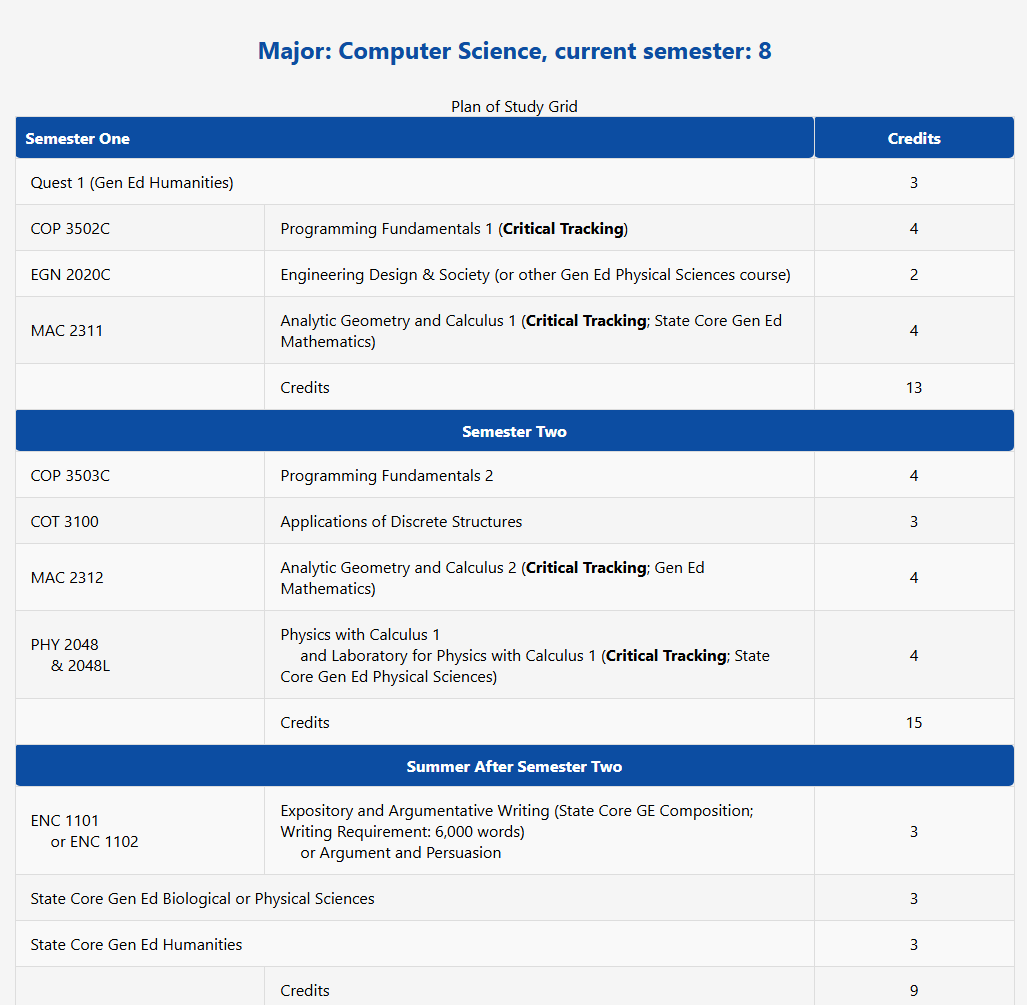 Major: Computer Science, current semester: 8
Plan of Study Grid
Semester One Credits
Quest 1 (Gen Ed Humanities) 3
COP 3502C Programming Fundamentals 1 (Critical Tracking) 4
EGN 2020C Engineering Design & Society (or other Gen Ed Physical Sciences course) 2
MAC 2311 Analytic Geometry and Calculus 1 (Critical Tracking; State Core Gen Ed
Mathematics) 4
Credits 13
Semester Two
COP 3503C Programming Fundamentals 2 4
COT 3100 Applications of Discrete Structures 3
MAC 2312 Analytic Geometry and Calculus 2 (Critical Tracking; Gen Ed
Mathematics) 4
PHY 2048
& 2048L
Physics with Calculus 1
and Laboratory for Physics with Calculus 1 (Critical Tracking; State
Core Gen Ed Physical Sciences) 4
Credits 15
Summer After Semester Two
ENC 1101
or ENC 1102
Expository and Argumentative Writing (State Core GE Composition;
Writing Requirement: 6,000 words)
or Argument and Persuasion 3
State Core Gen Ed Biological or Physical Sciences 3
State Core Gen Ed Humanities 3
Credits 9